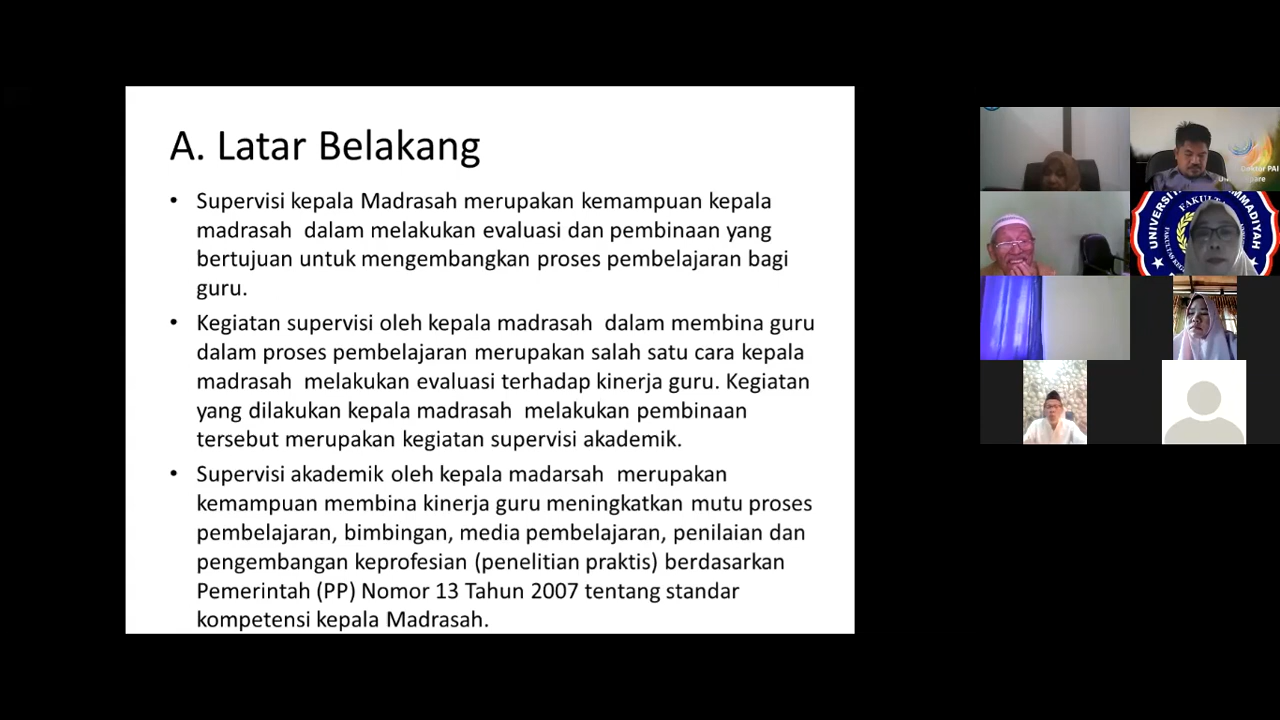 A. Latar Belakang
• Supervisi kepala Madrasah merupakan kemampuan kepala
madrasah dalam melakukan evaluasi dan pembinaan yang
bertujuan untuk mengembangkan proses pembelajaran bagi
guru.
• Kegiatan supervisi oleh kepala madrasah dalam membina guru
dalam proses pembelajaran merupakan salah satu cara kepala
madrasah melakukan evaluasi terhadap kinerja guru. Kegiatan
yang dilakukan kepala madrasah melakukan pembinaan
tersebut merupakan kegiatan supervisi akademik.
• Supervisi akademik oleh kepala madarsah merupakan
kemampuan membina kinerja guru meningkatkan mutu proses
pembelajaran, bimbingan, media pembelajaran, penilaian dan
pengembangan keprofesian (penelitian praktis) berdasarkan
Pemerintah (PP) Nomor 13 Tahun 2007 tentang standar
kompetensi kepala Madrasah.
PAI